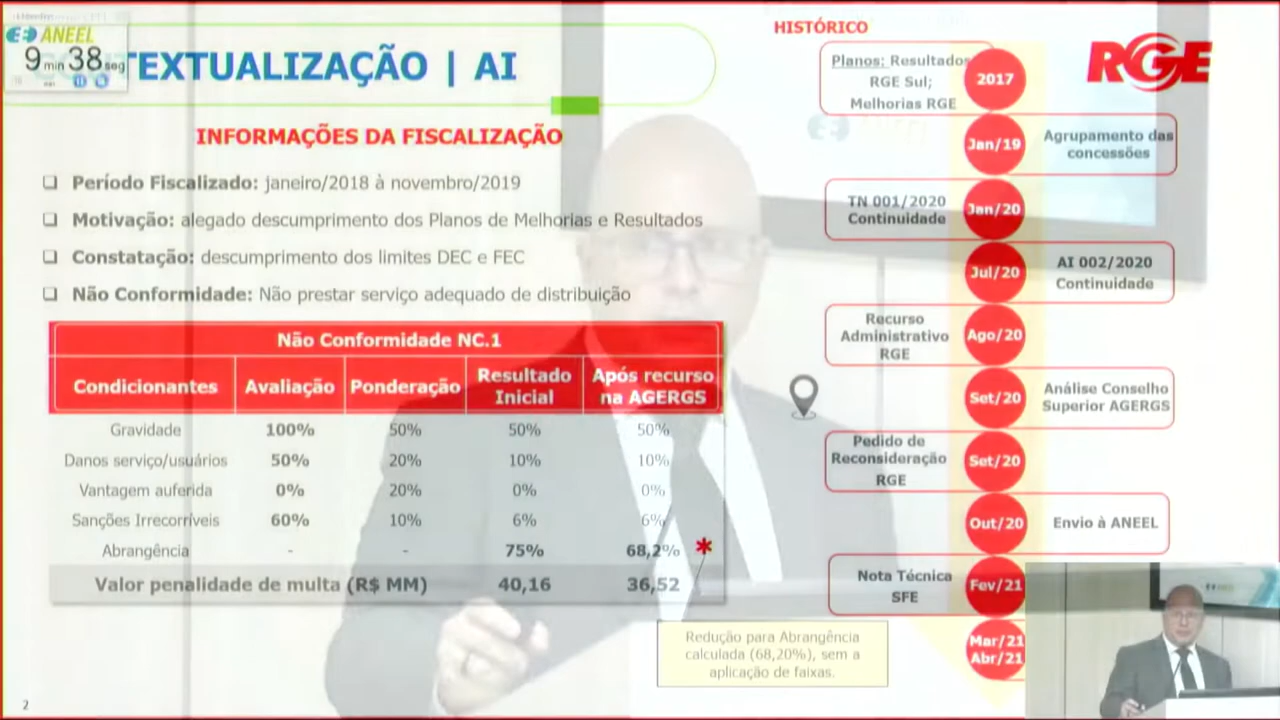 ANEEL
9 min 38 seg
TEXTUALIZAÇÃO | AI
INFORMAÇÕES DA FISCALIZAÇÃO
Período Fiscalizado: janeiro/2018 à novembro/2019
Motivação: alegado descumprimento dos Planos de Melhorias e Resultados
Constatação: descumprimento dos limites DEC e FEC
Não Conformidade: Não prestar serviço adequado de distribuição
Não Conformidade NC.1
Condicionantes Avaliação Ponderação Resultado Inicial Após recurso na AGERGS
Gravidade 100% 50% 50% 50%
Danos serviço/usuários 50% 20% 10% 10%
Vantagem auferida 0% 20% 0% 0%
Sanções Irrecorríveis 60% 10% 6% 6%
Abrangência - - 75% 68,2% *
Valor penalidade de multa (R$ MM) 40,16 36,52
Redução para Abrangência
calculada (68,20%), sem a
aplicação de faixas.
2
HISTÓRICO
RGE
Planos: Resultados
RGE Sul;
Melhorias RGE
2017
Jan/19
Agrupamento das
concessões
TN 001/2020
Continuidade
Jan/20
Jul/20
AI 002/2020
Continuidade
Recurso
Administrativo
RGE
Ago/20
Set/20
Análise Conselho
Superior AGERGS
Pedido de
Reconsideração
RGE
Set/20
Out/20
Envio à ANEEL
Nota Técnica
SFE
Fev/21
Mar/21
Abr/21